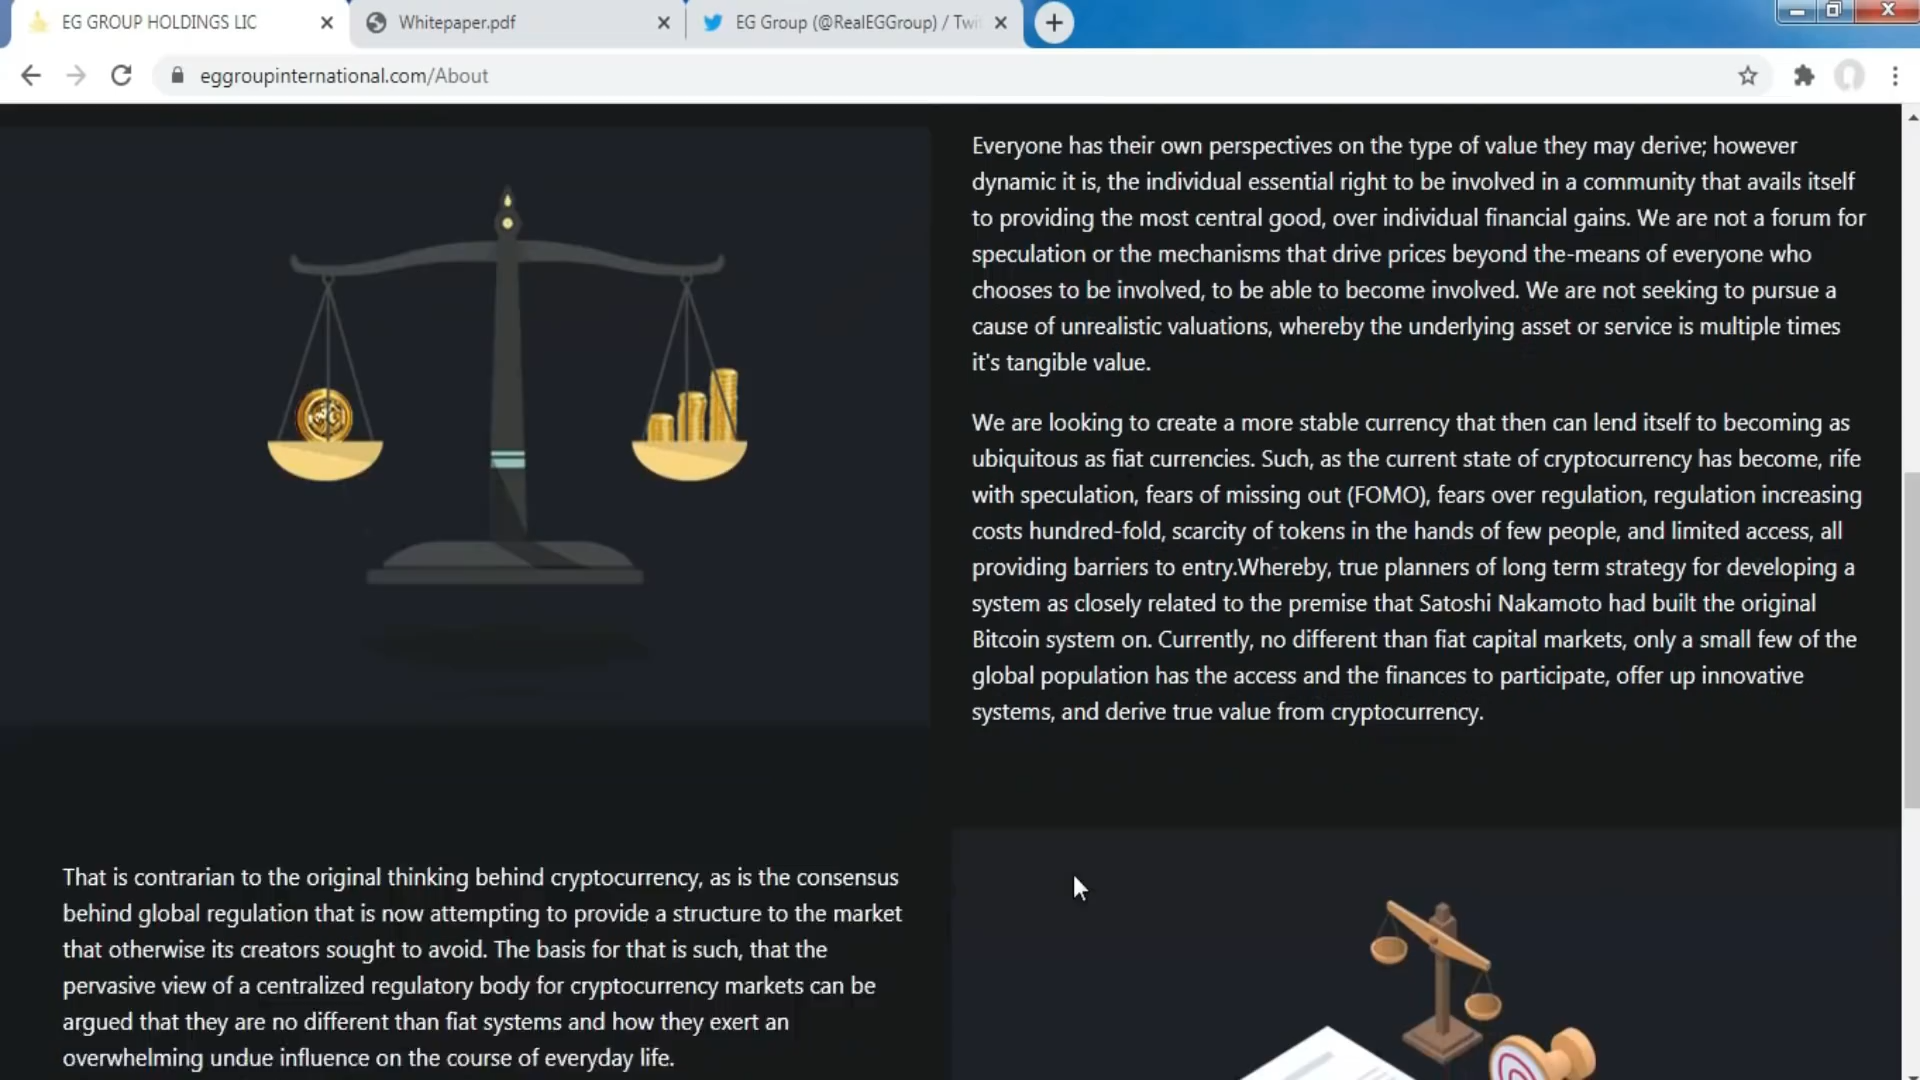 EG GROUP HOLDINGS LIC
Whitepaper.pdf
EG Group (@RealEGGroup) / Twi
eggroupinternational.com/About
Everyone has their own perspectives on the type of value they may derive; however
dynamic it is, the individual essential right to be involved in a community that avails itself
to providing the most central good, over individual financial gains. We are not a forum for
speculation or the mechanisms that drive prices beyond the-means of everyone who
chooses to be involved, to be able to become involved. We are not seeking to pursue a
cause of unrealistic valuations, whereby the underlying asset or service is multiple times
it's tangible value.
We are looking to create a more stable currency that then can lend itself to becoming as
ubiquitous as fiat currencies. Such, as the current state of cryptocurrency has become, rife
with speculation, fears of missing out (FOMO), fears over regulation, regulation increasing
costs hundred-fold, scarcity of tokens in the hands of few people, and limited access, all
providing barriers to entry.Whereby, true planners of long term strategy for developing a
system as closely related to the premise that Satoshi Nakamoto had built the original
Bitcoin system on. Currently, no different than fiat capital markets, only a small few of the
global population has the access and the finances to participate, offer up innovative
systems, and derive true value from cryptocurrency.
That is contrarian to the original thinking behind cryptocurrency, as is the consensus
behind global regulation that is now attempting to provide a structure to the market
that otherwise its creators sought to avoid. The basis for that is such, that the
pervasive view of a centralized regulatory body for cryptocurrency markets can be
argued that they are no different than fiat systems and how they exert an
overwhelming undue influence on the course of everyday life.